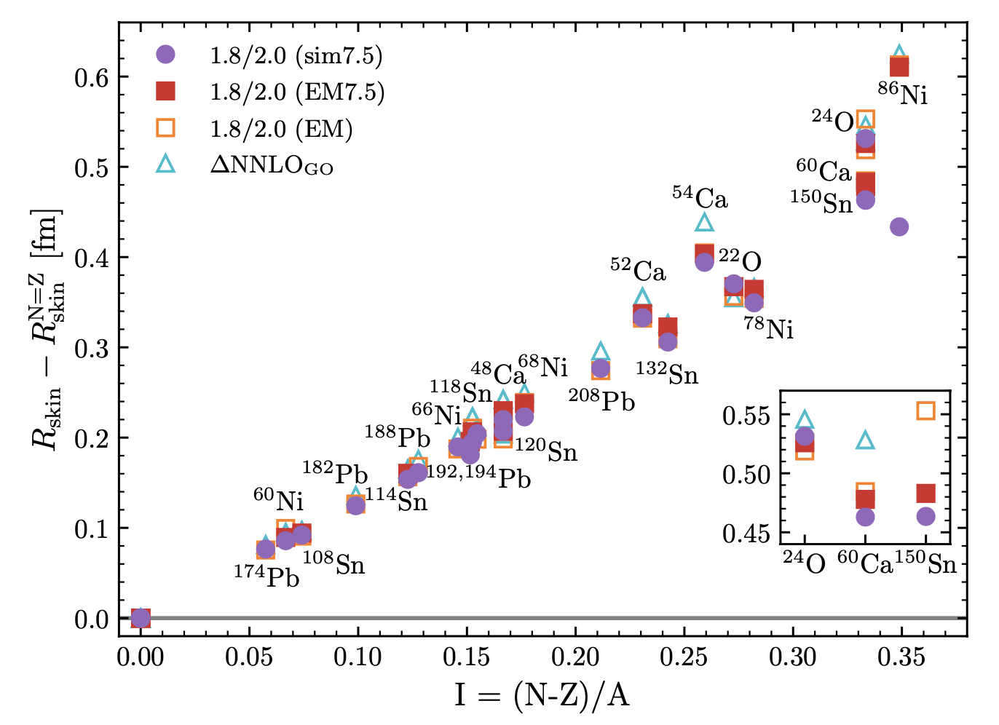 1.8/2.0 (sim7.5)
1.8/2.0 (EM7.5)
1.8/2.0 (EM)
ΔNNLO_GO
R_skin − R_skin^{N=Z} [fm]
0.6
0.5
0.4
0.3
0.2
0.1
0.0
⁸⁶Ni
²⁴O
⁶⁰Ca
¹⁵⁰Sn
⁵⁴Ca
²²O
⁵²Ca
⁷⁸Ni
¹³²Sn
²⁰⁸Pb
⁴⁸Ca
⁶⁸Ni
¹¹⁸Sn
⁶⁶Ni
¹⁸⁸Pb
¹²⁰Sn
¹⁹²,¹⁹⁴Pb
¹⁸²Pb
¹¹⁴Sn
⁶⁰Ni
¹⁰⁸Sn
¹⁷⁴Pb
0.55
0.50
0.45
²⁴O ⁶⁰Ca ¹⁵⁰Sn
0.00 0.05 0.10 0.15 0.20 0.25 0.30 0.35
I = (N-Z)/A